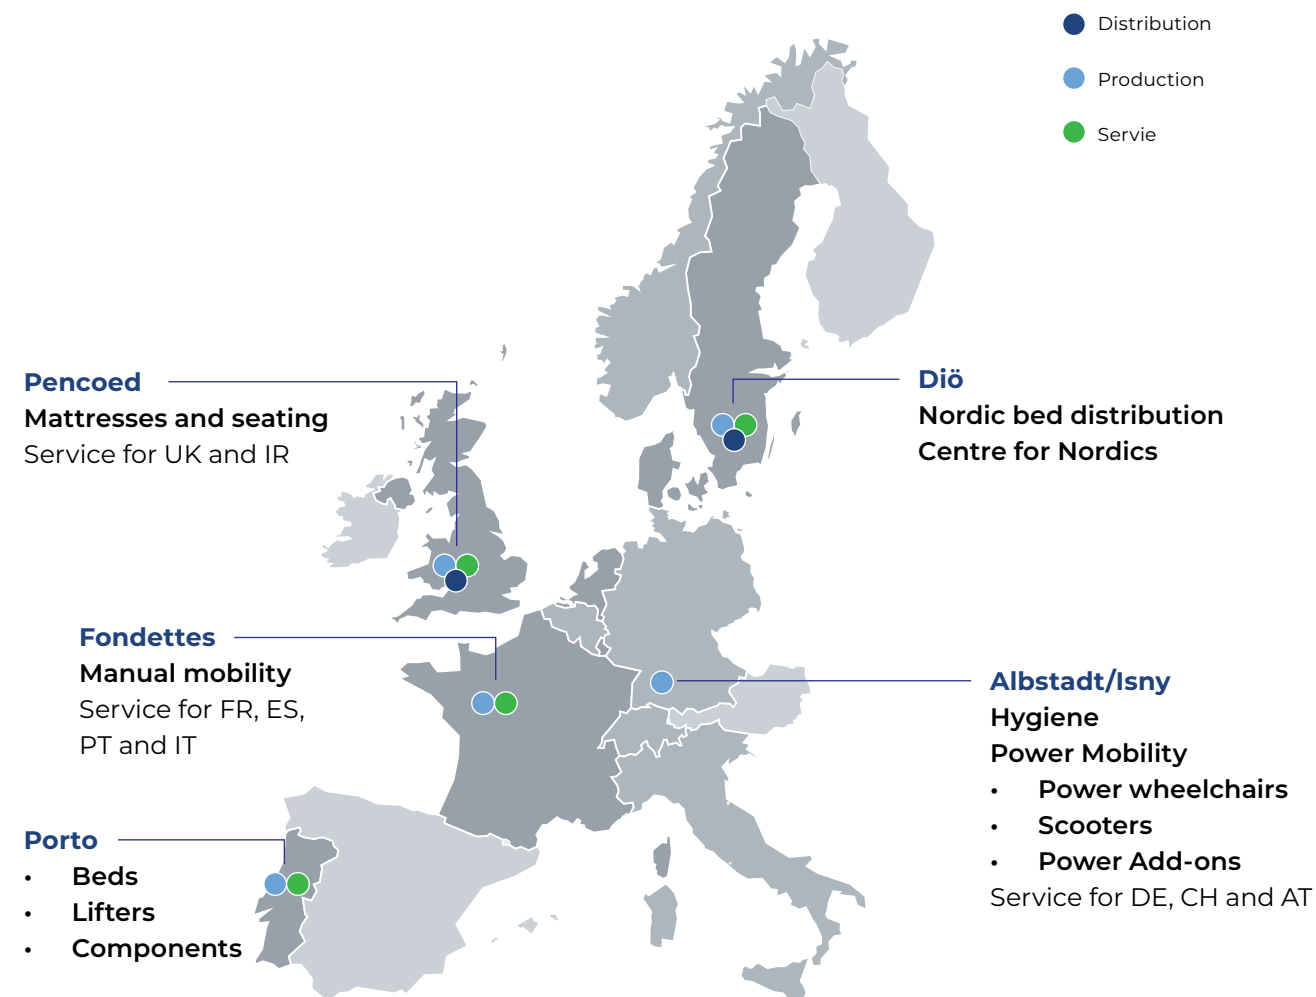 Distribution
Production
Servie
Pencoed
Mattresses and seating
Service for UK and IR
Diö
Nordic bed distribution
Centre for Nordics
Fondettes
Manual mobility
Service for FR, ES,
PT and IT
Albstadt/Isny
Hygiene
Power Mobility
• Power wheelchairs
• Scooters
• Power Add-ons
Service for DE, CH and AT
Porto
• Beds
• Lifters
• Components